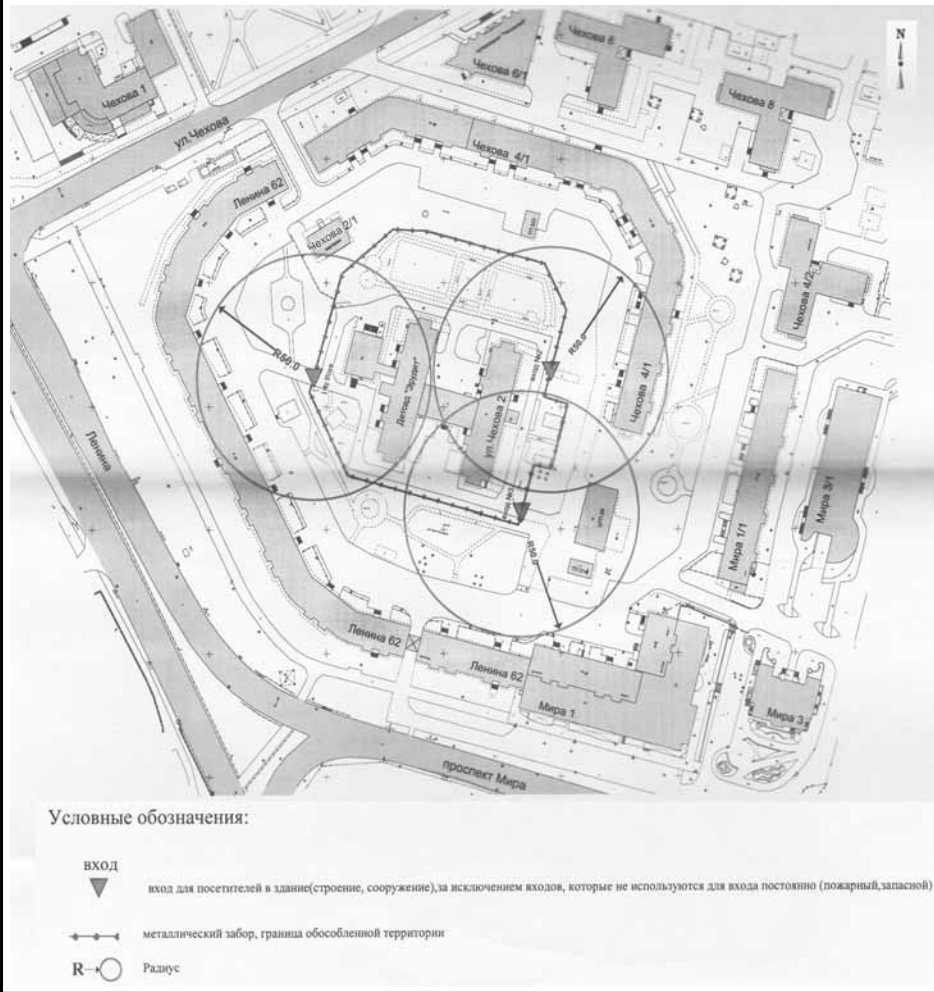 N
Чехова 1
ул.Чехова
Чехова 6/1
Чехова 6
Чехова 8
Ленина 62
Чехова 4/1
Чехова 2/1
Чехова 4/2
R50.0
R50.0
Детсад "Эрудит"
ул. Чехова 2
Чехова 4/1
Ленина
R50.0
Мира 1/1
Мира 3/1
Ленина 62
Ленина 62
Мира 1
Мира 3
проспект Мира
Условные обозначения:
вход
вход для посетителей в здание(строение, сооружение),за исключением входов, которые не используются для входа постоянно (пожарный,запасной)
металлический забор, граница обособленной территории
R
Радиус